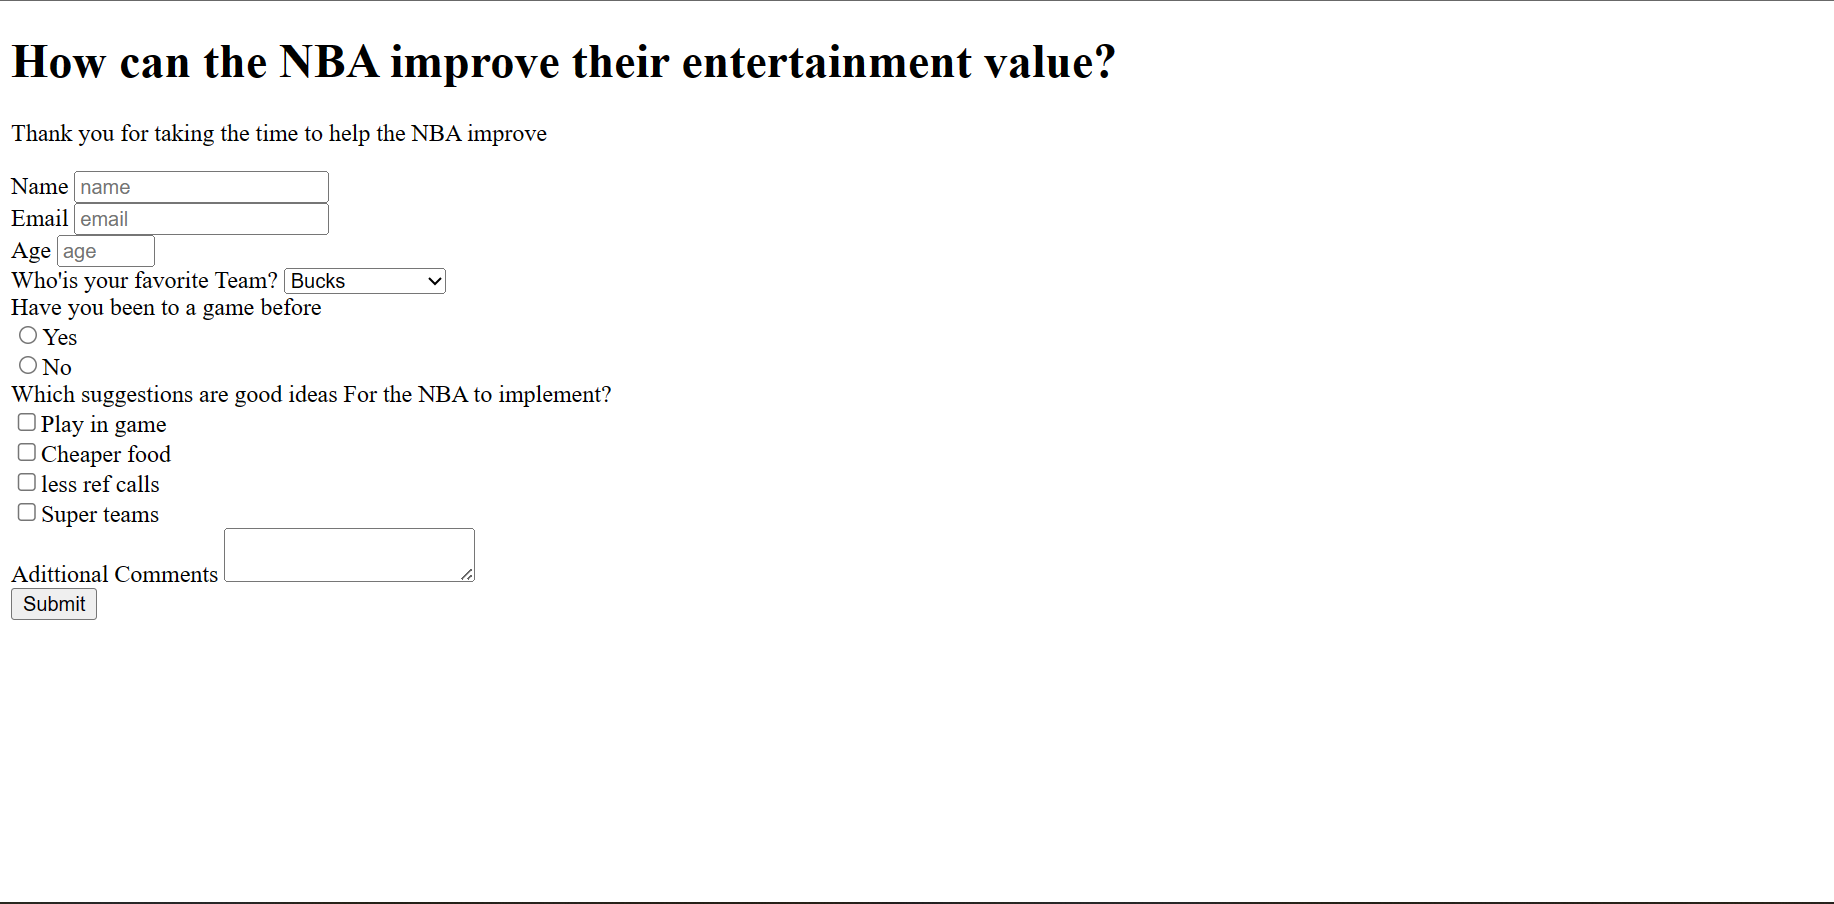 How can the NBA improve their entertainment value?
Thank you for taking the time to help the NBA improve
Name name
Email email
Age age
Who'is your favorite Team? Bucks
Have you been to a game before
Yes
No
Which suggestions are good ideas For the NBA to implement?
Play in game
Cheaper food
less ref calls
Super teams
Adittional Comments
Submit